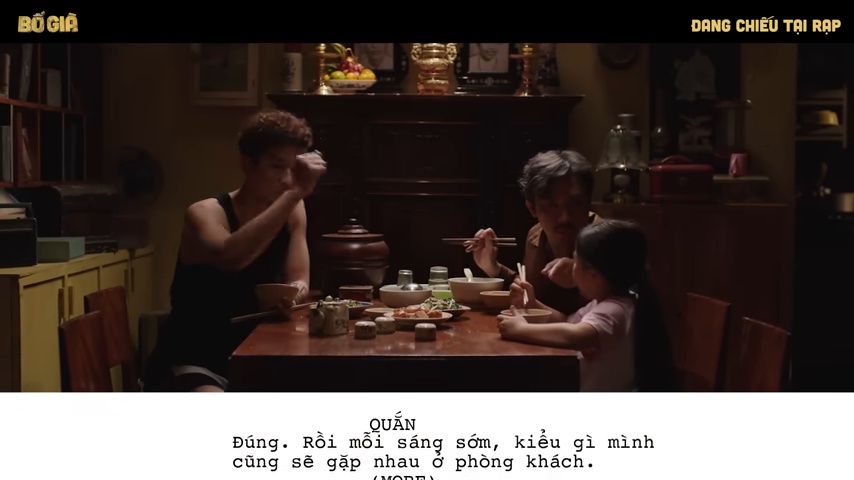 BỐ GIÀ
ĐANG CHIẾU TẠI RẠP
QUẮN
Đúng. Rồi mỗi sáng sớm, kiểu gì mình
cũng sẽ gặp nhau ở phòng khách.
(MORE)